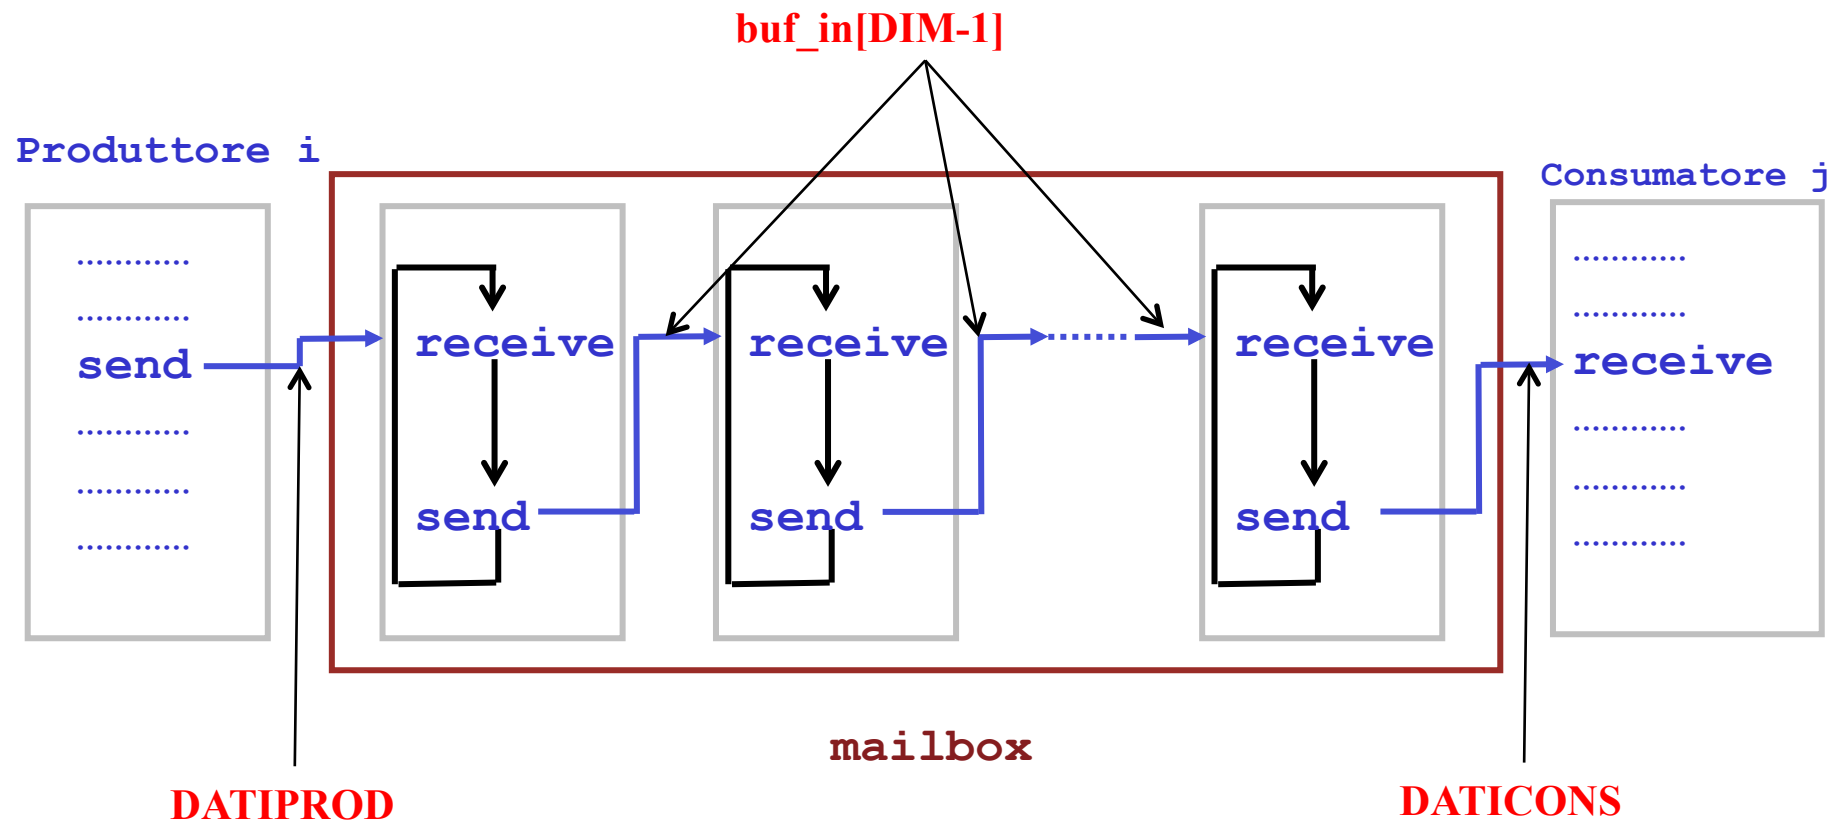 buf_in[DIM-1]
Produttore i
Consumatore j
............
............
send
............
............
............
receive
send
receive
send
.......
receive
send
............
............
receive
............
............
............
mailbox
DATIPROD
DATICONS